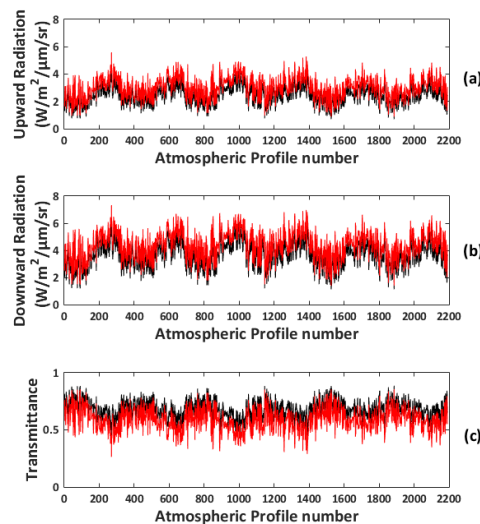 8
6
4
2
0
Upward Radiation
(W/m²/μm/sr)
(a)
0 200 400 600 800 1000 1200 1400 1600 1800 2000 2200
Atmospheric Profile number
8
6
4
2
0
Downward Radiation
(W/m²/μm/sr)
(b)
0 200 400 600 800 1000 1200 1400 1600 1800 2000 2200
Atmospheric Profile number
1
0.5
0
Transmittance
(c)
0 200 400 600 800 1000 1200 1400 1600 1800 2000 2200
Atmospheric Profile number